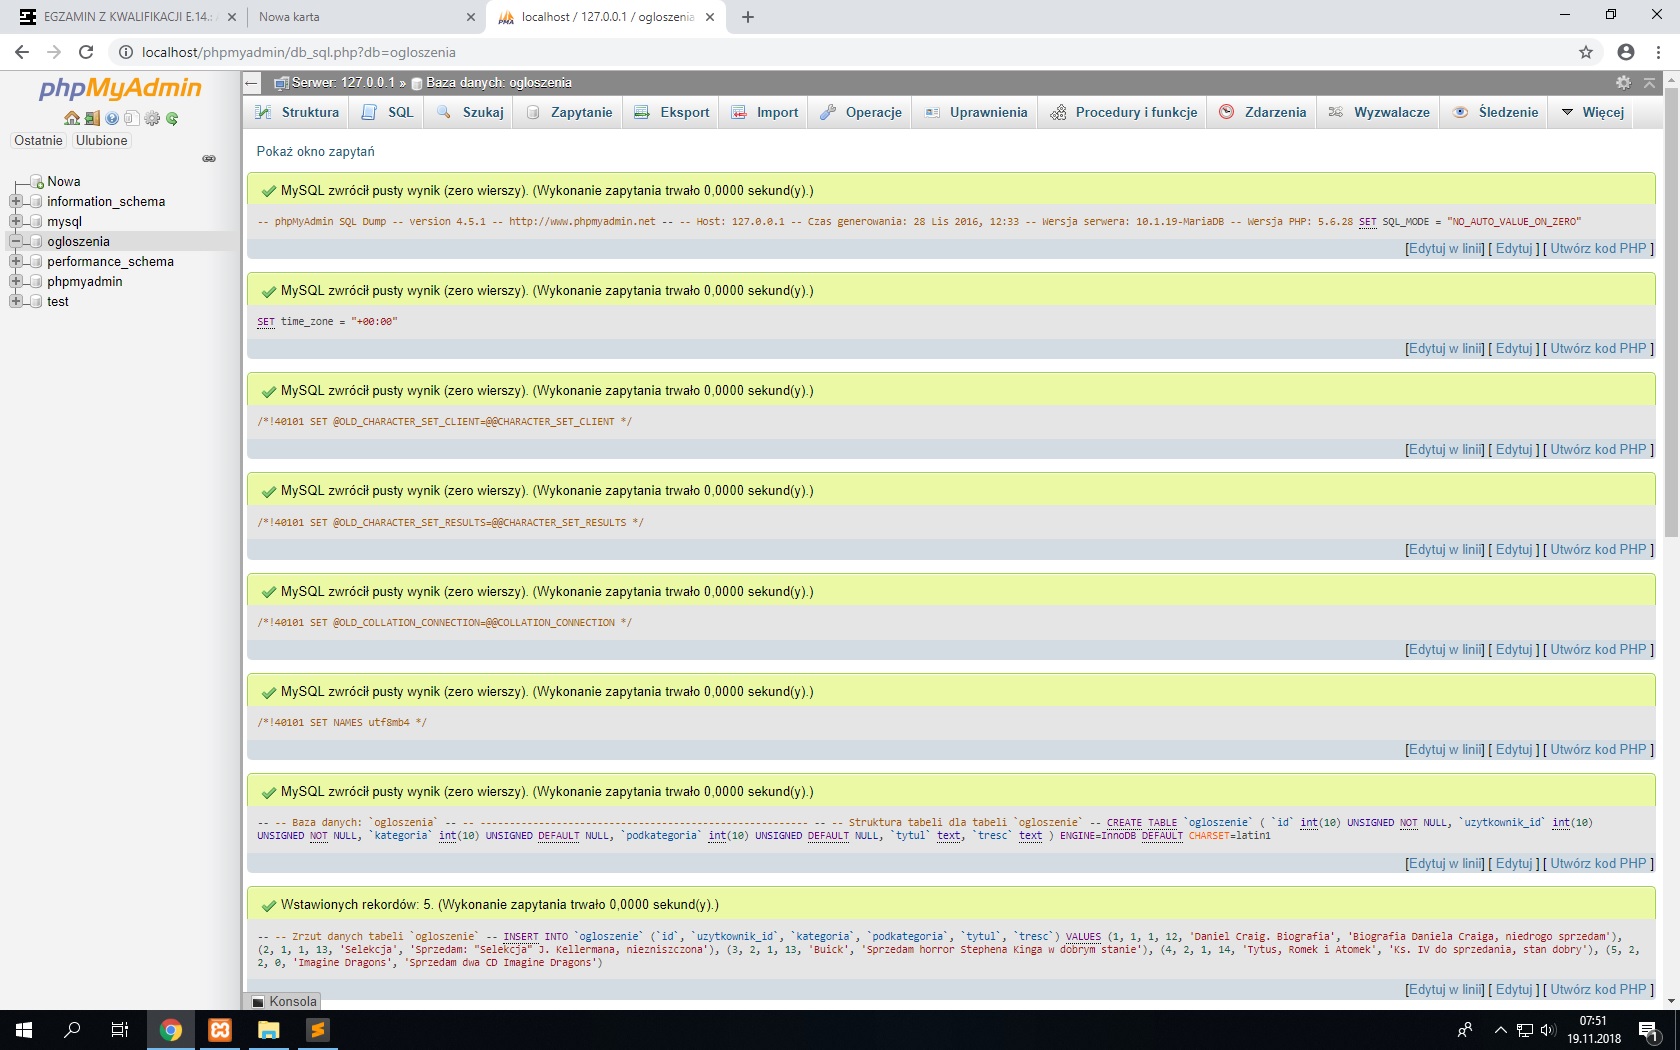 EGZAMIN Z KWALIFIKACJI E.14.:
Nowa karta
localhost / 127.0.0.1 / ogloszenia
localhost/phpmyadmin/db_sql.php?db=ogloszenia
phpMyAdmin
Ostatnie Ulubione
Nowa
information_schema
mysql
ogloszenia
performance_schema
phpmyadmin
test
Serwer: 127.0.0.1 » Baza danych: ogloszenia
Struktura SQL Szukaj Zapytanie Eksport Import Operacje Uprawnienia Procedury i funkcje Zdarzenia Wyzwalacze Śledzenie Więcej
Pokaż okno zapytań
MySQL zwrócił pusty wynik (zero wierszy). (Wykonanie zapytania trwało 0,0000 sekund(y).)
-- phpMyAdmin SQL Dump -- version 4.5.1 -- http://www.phpmyadmin.net -- -- Host: 127.0.0.1 -- Czas generowania: 28 Lis 2016, 12:33 -- Wersja serwera: 10.1.19-MariaDB -- Wersja PHP: 5.6.28 SET SQL_MODE = "NO_AUTO_VALUE_ON_ZERO"
[Edytuj w linii] [ Edytuj ] [ Utwórz kod PHP ]
MySQL zwrócił pusty wynik (zero wierszy). (Wykonanie zapytania trwało 0,0000 sekund(y).)
SET time_zone = "+00:00"
[Edytuj w linii] [ Edytuj ] [ Utwórz kod PHP ]
MySQL zwrócił pusty wynik (zero wierszy). (Wykonanie zapytania trwało 0,0000 sekund(y).)
/*!40101 SET @OLD_CHARACTER_SET_CLIENT=@@CHARACTER_SET_CLIENT */
[Edytuj w linii] [ Edytuj ] [ Utwórz kod PHP ]
MySQL zwrócił pusty wynik (zero wierszy). (Wykonanie zapytania trwało 0,0000 sekund(y).)
/*!40101 SET @OLD_CHARACTER_SET_RESULTS=@@CHARACTER_SET_RESULTS */
[Edytuj w linii] [ Edytuj ] [ Utwórz kod PHP ]
MySQL zwrócił pusty wynik (zero wierszy). (Wykonanie zapytania trwało 0,0000 sekund(y).)
/*!40101 SET @OLD_COLLATION_CONNECTION=@@COLLATION_CONNECTION */
[Edytuj w linii] [ Edytuj ] [ Utwórz kod PHP ]
MySQL zwrócił pusty wynik (zero wierszy). (Wykonanie zapytania trwało 0,0000 sekund(y).)
/*!40101 SET NAMES utf8mb4 */
[Edytuj w linii] [ Edytuj ] [ Utwórz kod PHP ]
MySQL zwrócił pusty wynik (zero wierszy). (Wykonanie zapytania trwało 0,0000 sekund(y).)
-- -- Baza danych: `ogloszenia` -- -- -------------------------------------------------------- -- -- Struktura tabeli dla tabeli `ogloszenie` -- CREATE TABLE `ogloszenie` ( `id` int(10) UNSIGNED NOT NULL, `uzytkownik_id` int(10)
UNSIGNED NOT NULL, `kategoria` int(10) UNSIGNED DEFAULT NULL, `podkategoria` int(10) UNSIGNED DEFAULT NULL, `tytul` text, `tresc` text ) ENGINE=InnoDB DEFAULT CHARSET=latin1
[Edytuj w linii] [ Edytuj ] [ Utwórz kod PHP ]
Wstawionych rekordów: 5. (Wykonanie zapytania trwało 0,0000 sekund(y).)
-- -- Zrzut danych tabeli `ogloszenie` -- INSERT INTO `ogloszenie` (`id`, `uzytkownik_id`, `kategoria`, `podkategoria`, `tytul`, `tresc`) VALUES (1, 1, 1, 12, 'Daniel Craig. Biografia', 'Biografia Daniela Craiga, niedrogo sprzedam'),
(2, 1, 1, 13, 'Selekcja', 'Sprzedam: "Selekcja" J. Kellermana, niezniszczona'), (3, 2, 1, 13, 'Buick', 'Sprzedam horror Stephena Kinga w dobrym stanie'), (4, 2, 1, 14, 'Tytus, Romek i Atomek', 'Ks. IV do sprzedania, stan dobry'), (5, 2,
2, 0, 'Imagine Dragons', 'Sprzedam dwa CD Imagine Dragons')
[Edytuj w linii] [ Edytuj ] [ Utwórz kod PHP ]
Konsola
07:51
19.11.2018
1